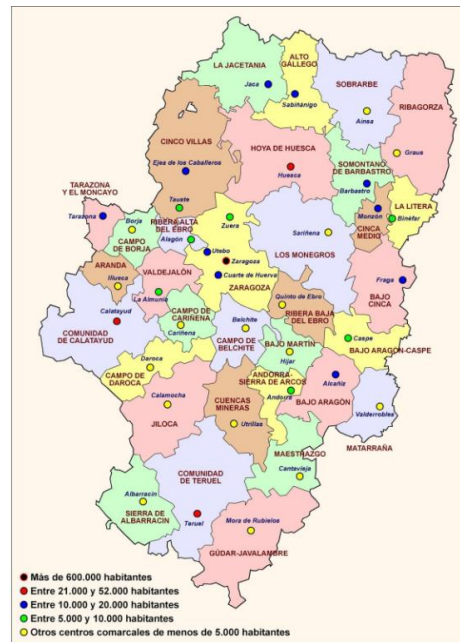 LA JACETANIA
ALTO
GÁLLEGO
Jaca
Sabiñánigo
SOBRARBE
Ainsa
RIBAGORZA
Graus
CINCO VILLAS
Ejea de los Caballeros
Tauste
HOYA DE HUESCA
Huesca
SOMONTANO
DE BARBASTRO
Barbastro
LA LITERA
Binéfar
Monzón
CINCA
MEDIO
TARAZONA
Y EL MONCAYO
Tarazona
Borja
CAMPO
DE BORJA
RIBERA ALTA
DEL EBRO
Alagón
Zuera
Utebo
Zaragoza
Cuarte de Huerva
ZARAGOZA
Sariñena
LOS MONEGROS
Fraga
BAJO
CINCA
ARANDA
Illueca
VALDEJALÓN
La Almunia
Calatayud
COMUNIDAD
DE CALATAYUD
CAMPO DE
CARIÑENA
Cariñena
Quinto de Ebro
RIBERA BAJA
DEL EBRO
Belchite
CAMPO DE
BELCHITE
Caspe
BAJO ARAGÓN-CASPE
BAJO MARTÍN
Hijar
Daroca
CAMPO DE
DAROCA
ANDORRA-
SIERRA DE ARCOS
Andorra
Alcañiz
BAJO ARAGÓN
Valderrobles
MATARRAÑA
Calamocha
JILOCA
CUENCAS
MINERAS
Utrillas
MAESTRAZGO
Cantavieja
COMUNIDAD
DE TERUEL
Teruel
Albarracín
SIERRA DE
ALBARRACÍN
Mora de Rubielos
GÚDAR-JAVALAMBRE
Más de 600.000 habitantes
Entre 21.000 y 52.000 habitantes
Entre 10.000 y 20.000 habitantes
Entre 5.000 y 10.000 habitantes
Otros centros comarcales de menos de 5.000 habitantes